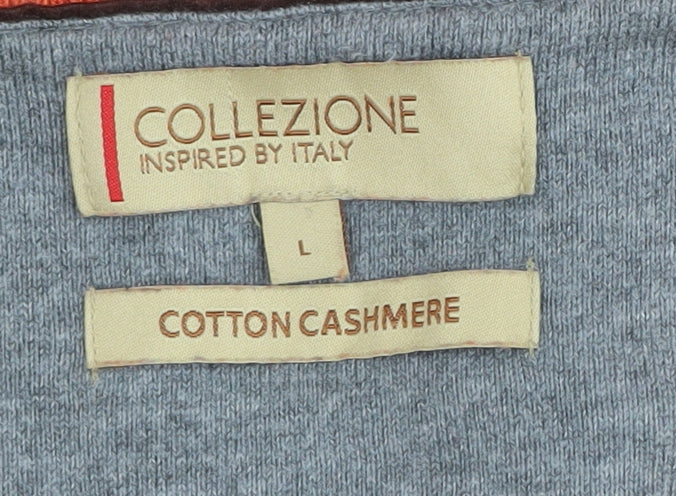 COLLEZIONE
INSPIRED BY ITALY
L
COTTON CASHMERE